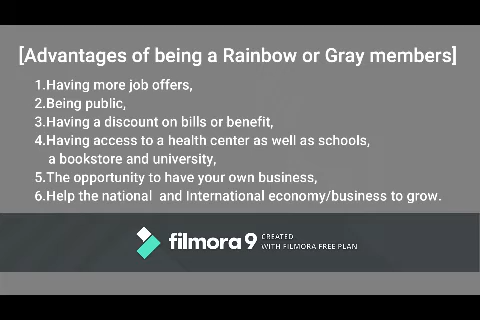 [Advantages of being a Rainbow or Gray members]
1.Having more job offers,
2.Being public,
3.Having a discount on bills or benefit,
4.Having access to a health center as well as schools,
a bookstore and university,
5.The opportunity to have your own business,
6.Help the national and International economy/business to grow.
filmora 9
CREATED
WITH FILMORA FREE PLAN